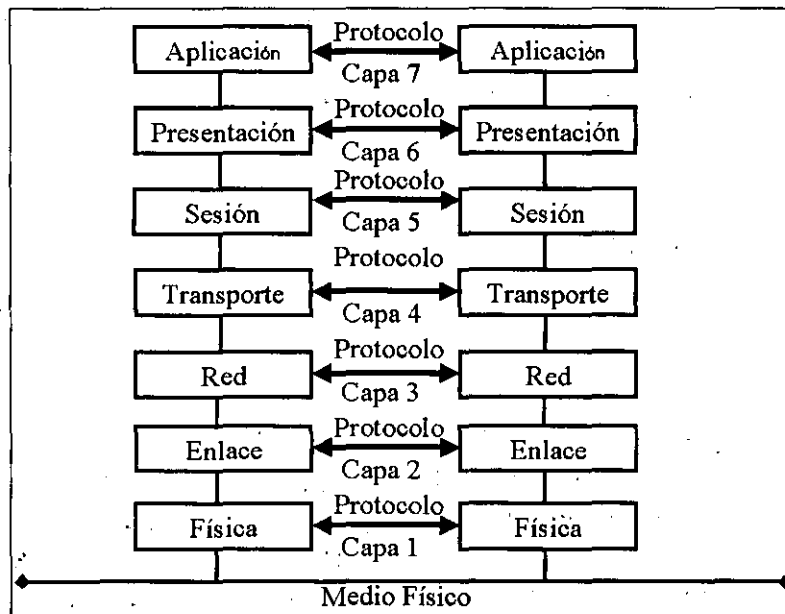 Protocolo
Aplicación Aplicación
Capa 7
Protocolo
Presentación Presentación
Capa 6
Protocolo
Sesión Sesión
Capa 5
Protocolo
Transporte Transporte
Capa 4
Protocolo
Red Red
Capa 3
Protocolo
Enlace Enlace
Capa 2
Protocolo
Física Física
Capa 1
Medio Físico